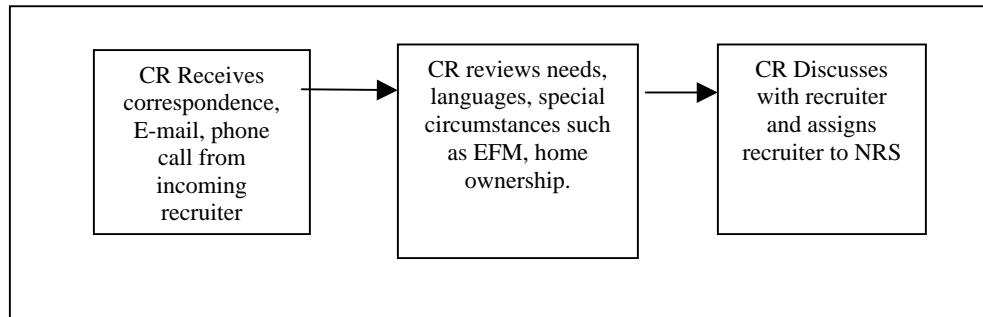 CR Receives
correspondence,
E-mail, phone
call from
incoming
recruiter
CR reviews needs,
languages, special
circumstances such
as EFM, home
ownership.
CR Discusses
with recruiter
and assigns
recruiter to NRS